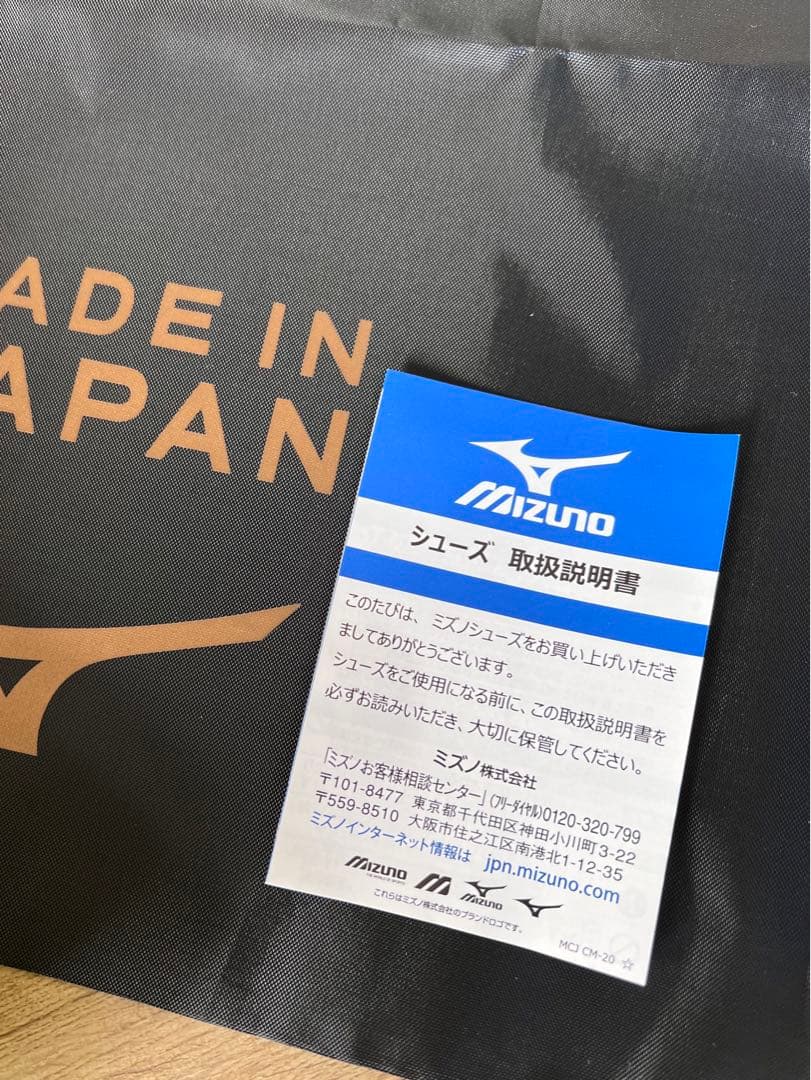 ADE IN
APAN
MIZUNO
シューズ 取扱説明書
このたびは、ミズノシューズをお買い上げいただき
ましてありがとうございます。
シューズをご使用になる前に、この取扱説明書を
必ずお読みいただき、大切に保管してください。
ミズノ株式会社
「ミズノお客様相談センター」(フリーダイヤル)0120-320-799
〒101-8477 東京都千代田区神田小川町3-22
〒559-8510 大阪市住之江区南港北1-12-35
ミズノインターネット情報は jpn.mizuno.com
MIZUNO MIZUNO
THE WORLD OF SPORTS
これらはミズノ株式会社のブランドロゴです。
MCJ CM-20 ☆